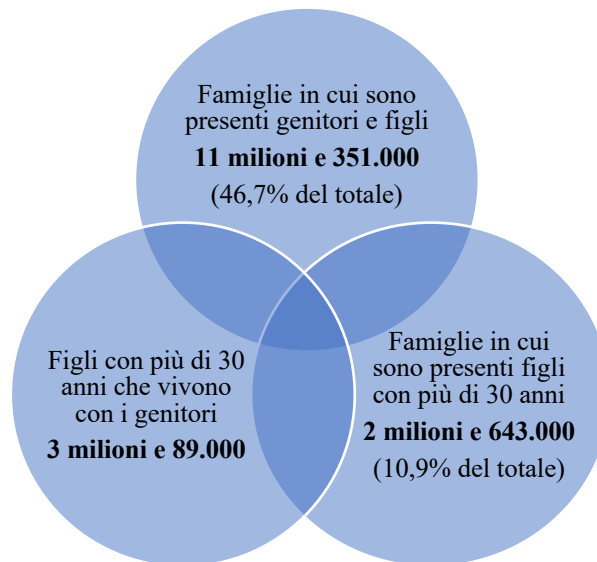 Famiglie in cui sono
presenti genitori e figli
11 milioni e 351.000
(46,7% del totale)
Figli con più di 30
anni che vivono
con i genitori
3 milioni e 89.000
Famiglie in cui
sono presenti figli
con più di 30 anni
2 milioni e 643.000
(10,9% del totale)